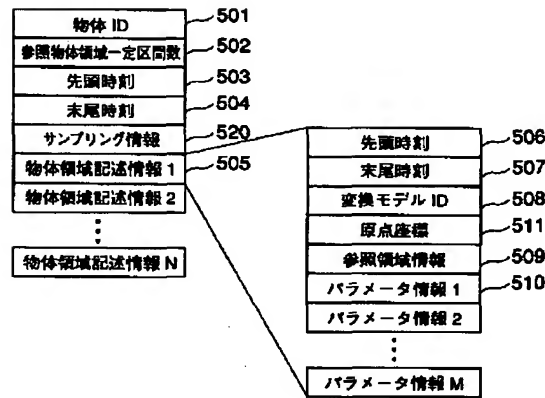 物体 ID 501
参照物体領域一定区間数 502
先頭時刻 503
末尾時刻 504
サンプリング情報 520
物体領域記述情報 1 505
物体領域記述情報 2
物体領域記述情報 N
先頭時刻 506
末尾時刻 507
変換モデル ID 508
原点座標 511
参照領域情報 509
パラメータ情報 1 510
パラメータ情報 2
パラメータ情報 M